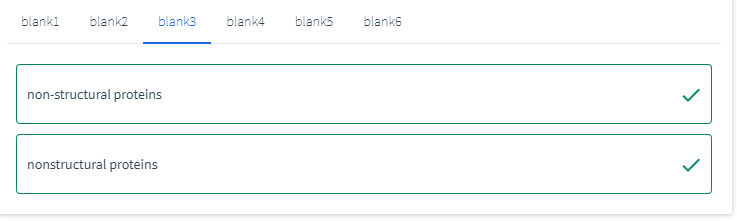 blank1 blank2 blank3 blank4 blank5 blank6
non-structural proteins
nonstructural proteins